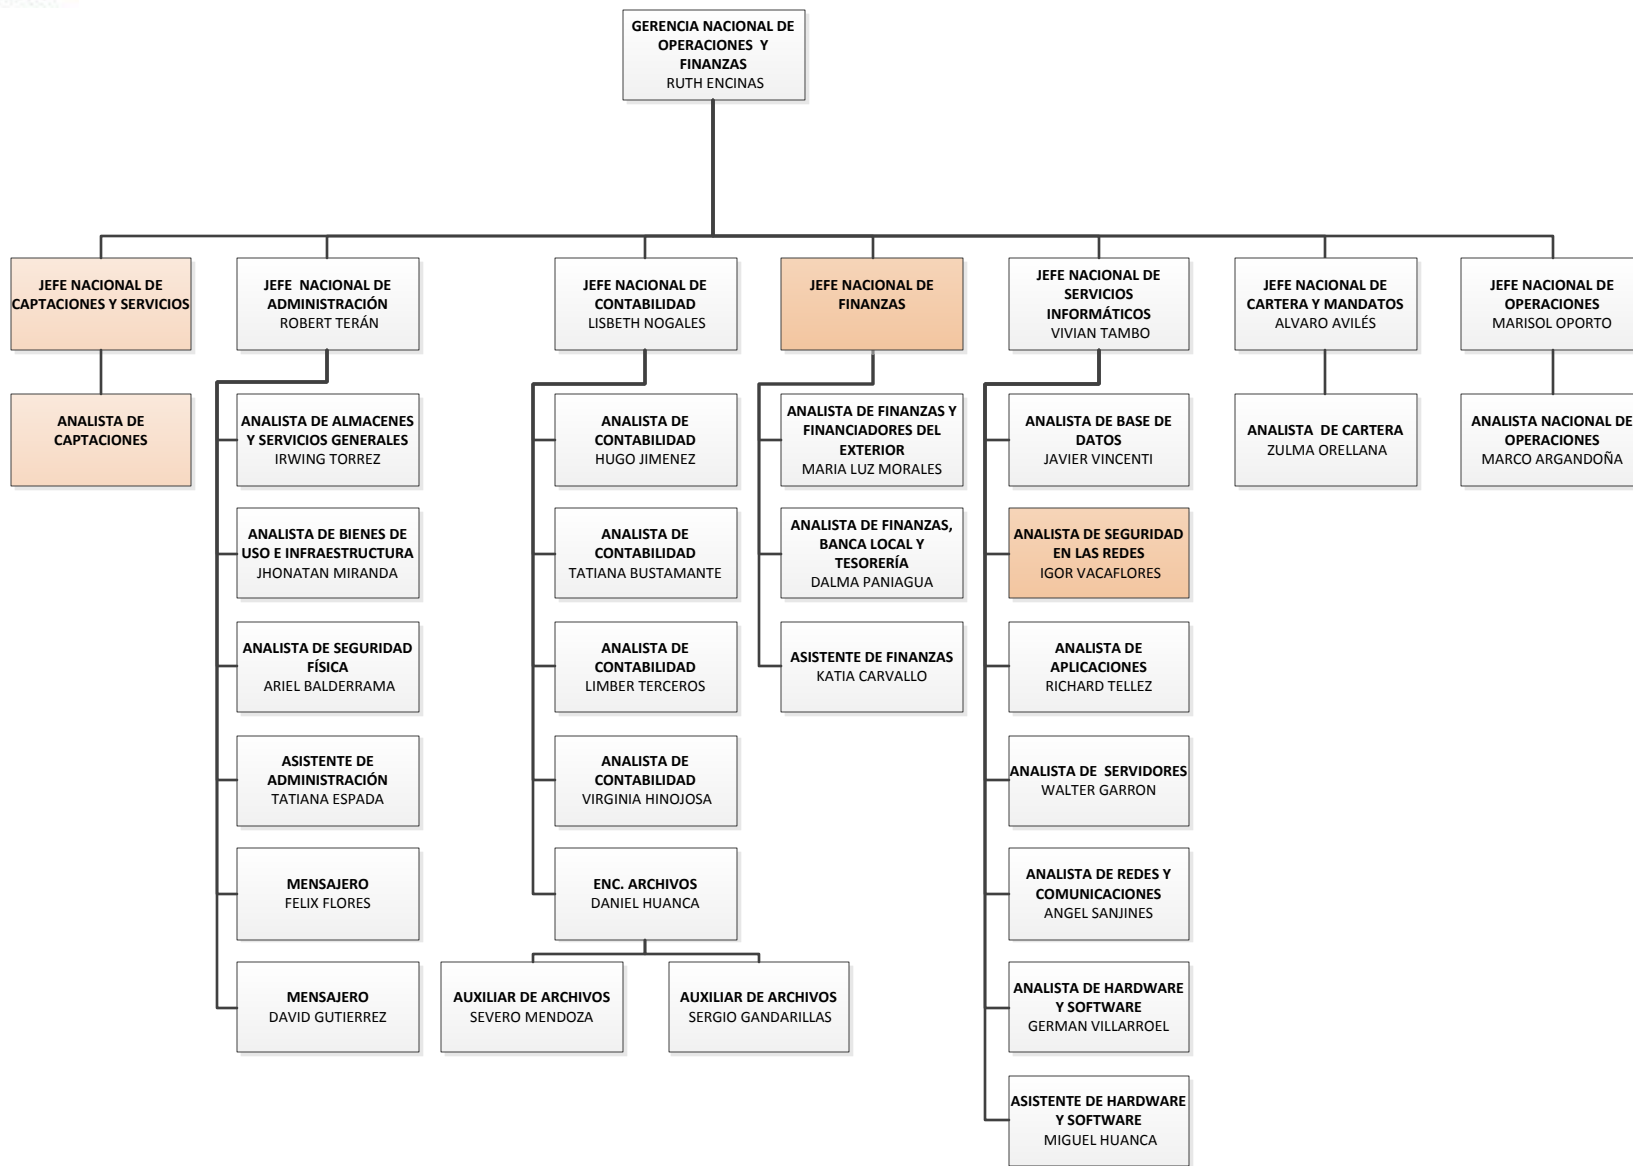 GERENCIA NACIONAL DE
OPERACIONES Y
FINANZAS
RUTH ENCINAS
JEFE NACIONAL DE
CAPTACIONES Y SERVICIOS
JEFE NACIONAL DE
ADMINISTRACIÓN
ROBERT TERÁN
JEFE NACIONAL DE
CONTABILIDAD
LISBETH NOGALES
JEFE NACIONAL DE
FINANZAS
JEFE NACIONAL DE
SERVICIOS
INFORMÁTICOS
VIVIAN TAMBO
JEFE NACIONAL DE
CARTERA Y MANDATOS
ALVARO AVILÉS
JEFE NACIONAL DE
OPERACIONES
MARISOL OPORTO
ANALISTA DE
CAPTACIONES
ANALISTA DE ALMACENES
Y SERVICIOS GENERALES
IRWING TORREZ
ANALISTA DE
CONTABILIDAD
HUGO JIMENEZ
ANALISTA DE FINANZAS Y
FINANCIADORES DEL
EXTERIOR
MARIA LUZ MORALES
ANALISTA DE BASE DE
DATOS
JAVIER VINCENTI
ANALISTA DE CARTERA
ZULMA ORELLANA
ANALISTA NACIONAL DE
OPERACIONES
MARCO ARGANDOÑA
ANALISTA DE BIENES DE
USO E INFRAESTRUCTURA
JHONATAN MIRANDA
ANALISTA DE
CONTABILIDAD
TATIANA BUSTAMANTE
ANALISTA DE FINANZAS,
BANCA LOCAL Y
TESORERÍA
DALMA PANIAGUA
ANALISTA DE SEGURIDAD
EN LAS REDES
IGOR VACAFLORES
ANALISTA DE SEGURIDAD
FÍSICA
ARIEL BALDERRAMA
ANALISTA DE
CONTABILIDAD
LIMBER TERCEROS
ASISTENTE DE FINANZAS
KATIA CARVALLO
ANALISTA DE
APLICACIONES
RICHARD TELLEZ
ASISTENTE DE
ADMINISTRACIÓN
TATIANA ESPADA
ANALISTA DE
CONTABILIDAD
VIRGINIA HINOJOSA
ANALISTA DE SERVIDORES
WALTER GARRON
MENSAJERO
FELIX FLORES
ENC. ARCHIVOS
DANIEL HUANCA
ANALISTA DE REDES Y
COMUNICACIONES
ANGEL SANJINES
MENSAJERO
DAVID GUTIERREZ
AUXILIAR DE ARCHIVOS
SEVERO MENDOZA
AUXILIAR DE ARCHIVOS
SERGIO GANDARILLAS
ANALISTA DE HARDWARE
Y SOFTWARE
GERMAN VILLARROEL
ASISTENTE DE HARDWARE
Y SOFTWARE
MIGUEL HUANCA